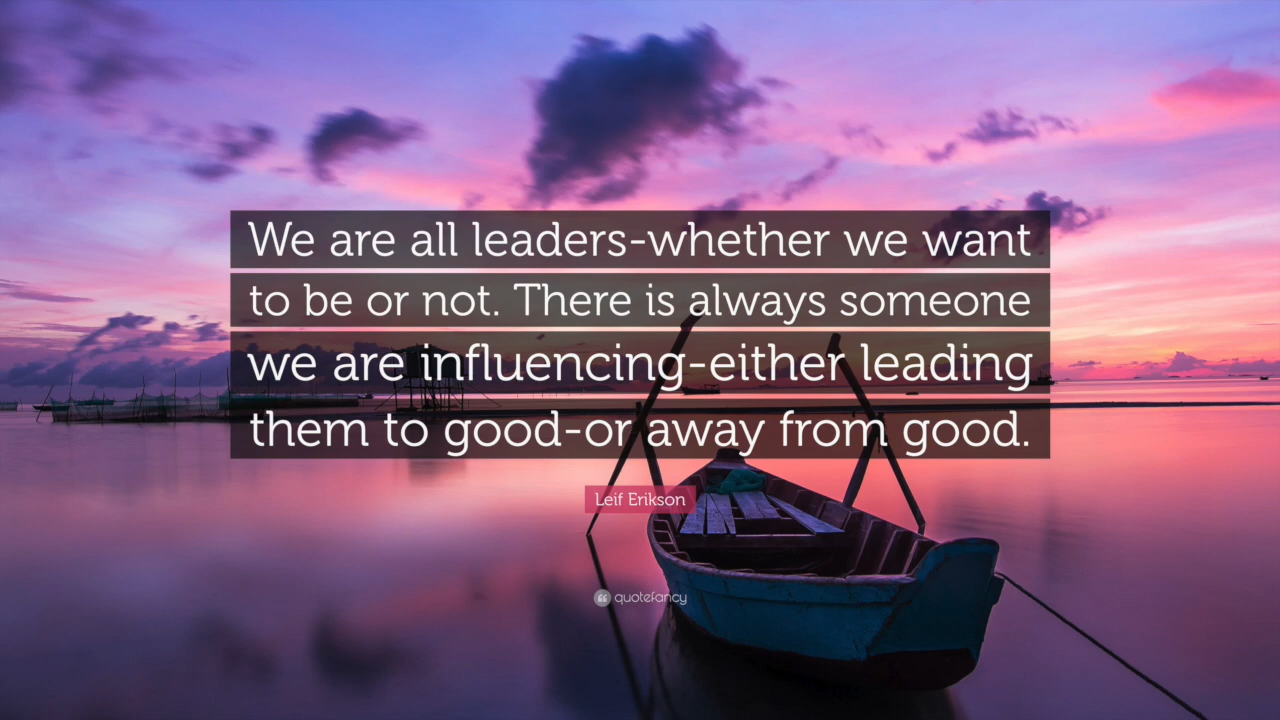 We are all leaders-whether we want
to be or not. There is always someone
we are influencing-either leading
them to good-or away from good.
Leif Erikson
quotefancy